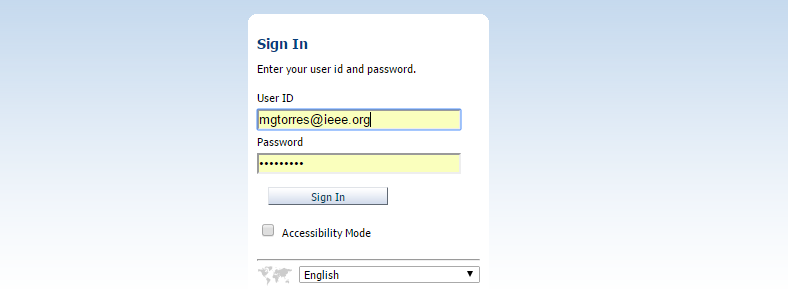 Sign In
Enter your user id and password.
User ID
mgtorres@ieee.org
Password
•••••••••
Sign In
Accessibility Mode
English